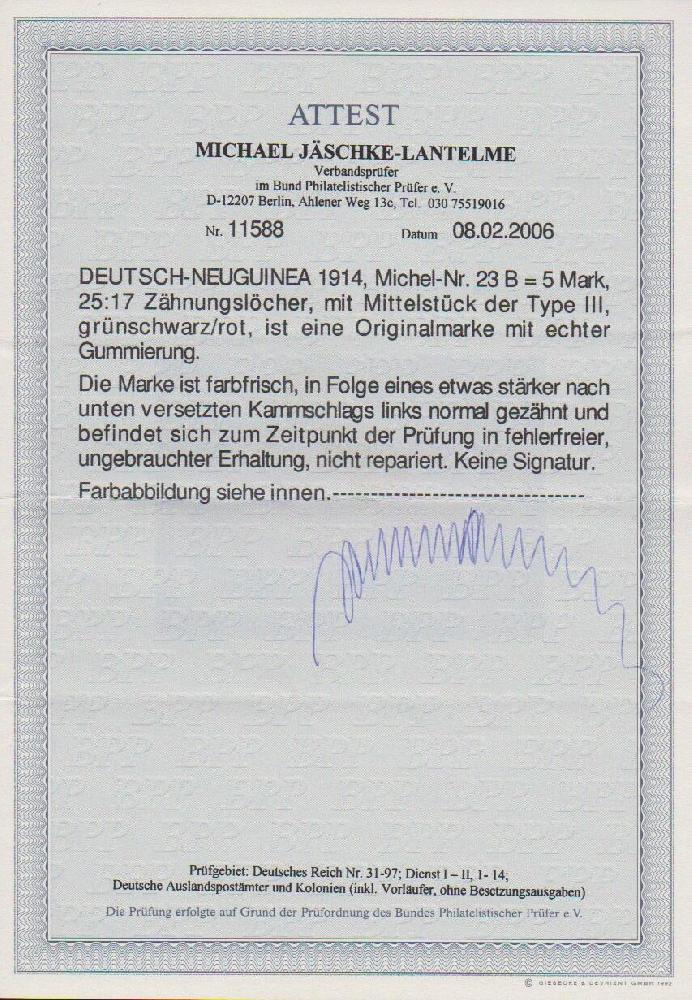 ATTEST
MICHAEL JÄSCHKE-LANTELME
Verbandsprüfer
im Bund Philatelistischer Prüfer e. V.
D-12207 Berlin, Ahlener Weg 13c, Tel. 030 75519016
Nr. 11588 Datum 08.02.2006
DEUTSCH-NEUGUINEA 1914, Michel-Nr. 23 B = 5 Mark,
25:17 Zähnungslöcher, mit Mittelstück der Type III,
grünschwarz/rot, ist eine Originalmarke mit echter
Gummierung.
Die Marke ist farbfrisch, in Folge eines etwas stärker nach
unten versetzten Kammschlags links normal gezähnt und
befindet sich zum Zeitpunkt der Prüfung in fehlerfreier,
ungebrauchter Erhaltung, nicht repariert. Keine Signatur.
Farbabbildung siehe innen.----------------------------------
Prüfgebiet: Deutsches Reich Nr. 31-97; Dienst I – II, 1- 14,
Deutsche Auslandspostämter und Kolonien (inkl. Vorläufer, ohne Besetzungsausgaben)
Die Prüfung erfolgte auf Grund der Prüfordnung des Bundes Philatelistischer Prüfer e.V.
© GIESECKE & DEVRIENT GMBH 1992